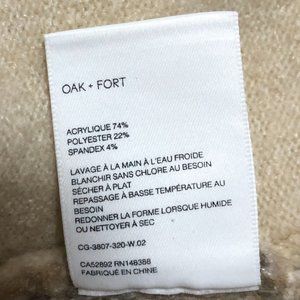 OAK + FORT
ACRYLIQUE 74%
POLYESTER 22%
SPANDEX 4%
LAVAGE À LA MAIN À L'EAU FROIDE
BLANCHIR SANS CHLORE AU BESOIN
SÉCHER À PLAT
REPASSAGE À BASSE TEMPÉRATURE AU
BESOIN
REDONNER LA FORME LORSQUE HUMIDE
OU NETTOYER À SEC
CG-3807-320-W.02
CA52892 RN148388
FABRIQUÉ EN CHINE